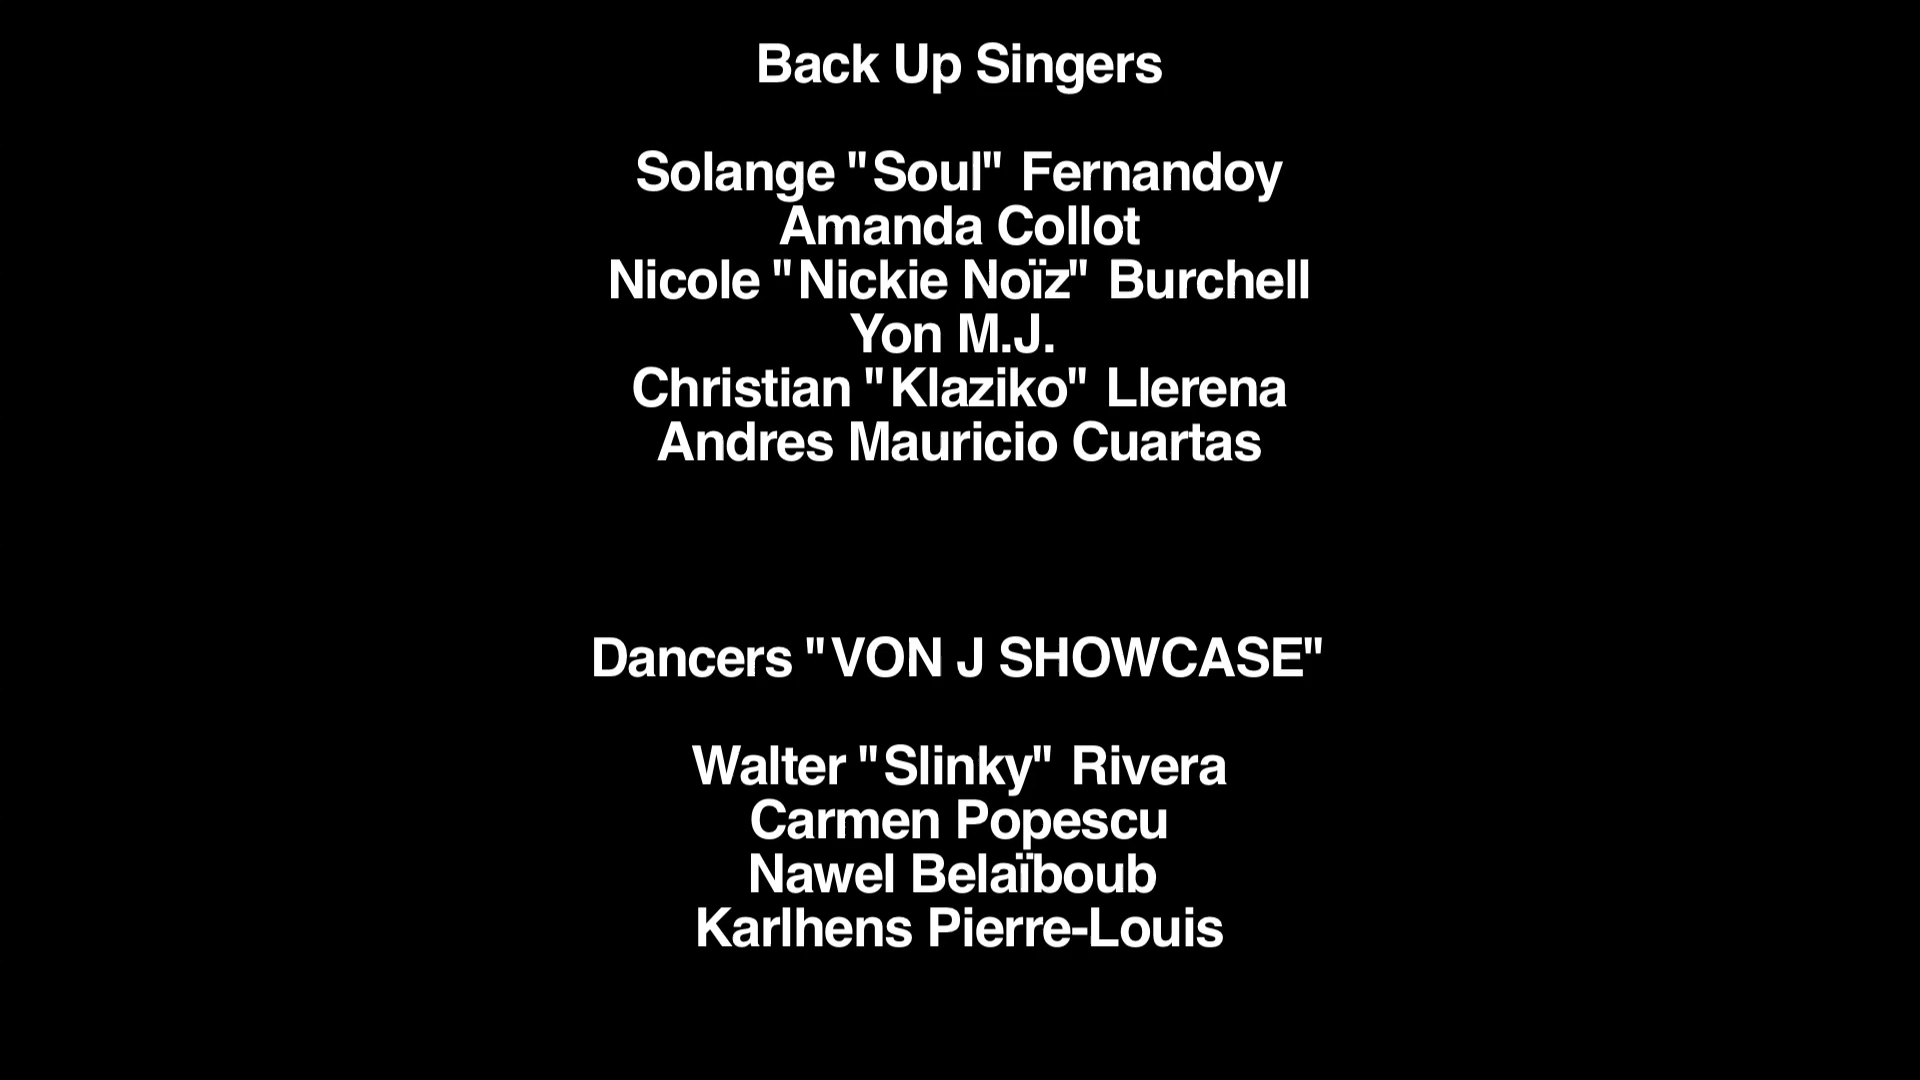 Back Up Singers
Solange "Soul" Fernandoy
Amanda Collot
Nicole "Nickie Noïz" Burchell
Yon M.J.
Christian "Klaziko" Llerena
Andres Mauricio Cuartas
Dancers "VON J SHOWCASE"
Walter "Slinky" Rivera
Carmen Popescu
Nawel Belaïboub
Karlhens Pierre-Louis